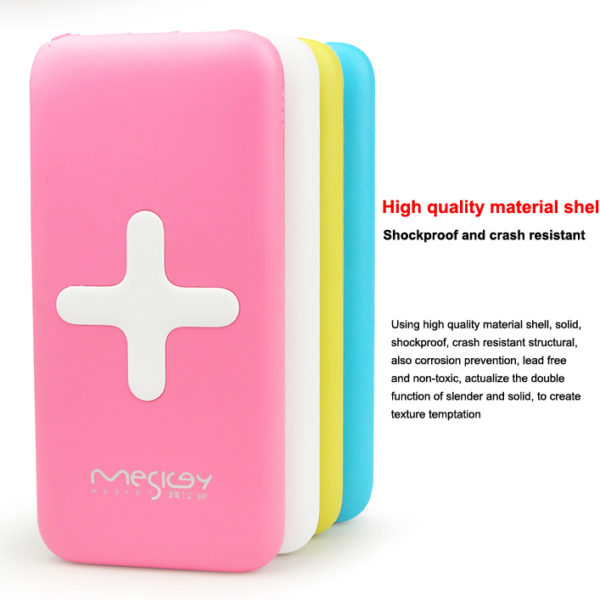 High quality material shel
Shockproof and crash resistant
Using high quality material shell, solid,
shockproof, crash resistant structural,
also corrosion prevention, lead free
and non-toxic, actualize the double
function of slender and solid, to create
texture temptation